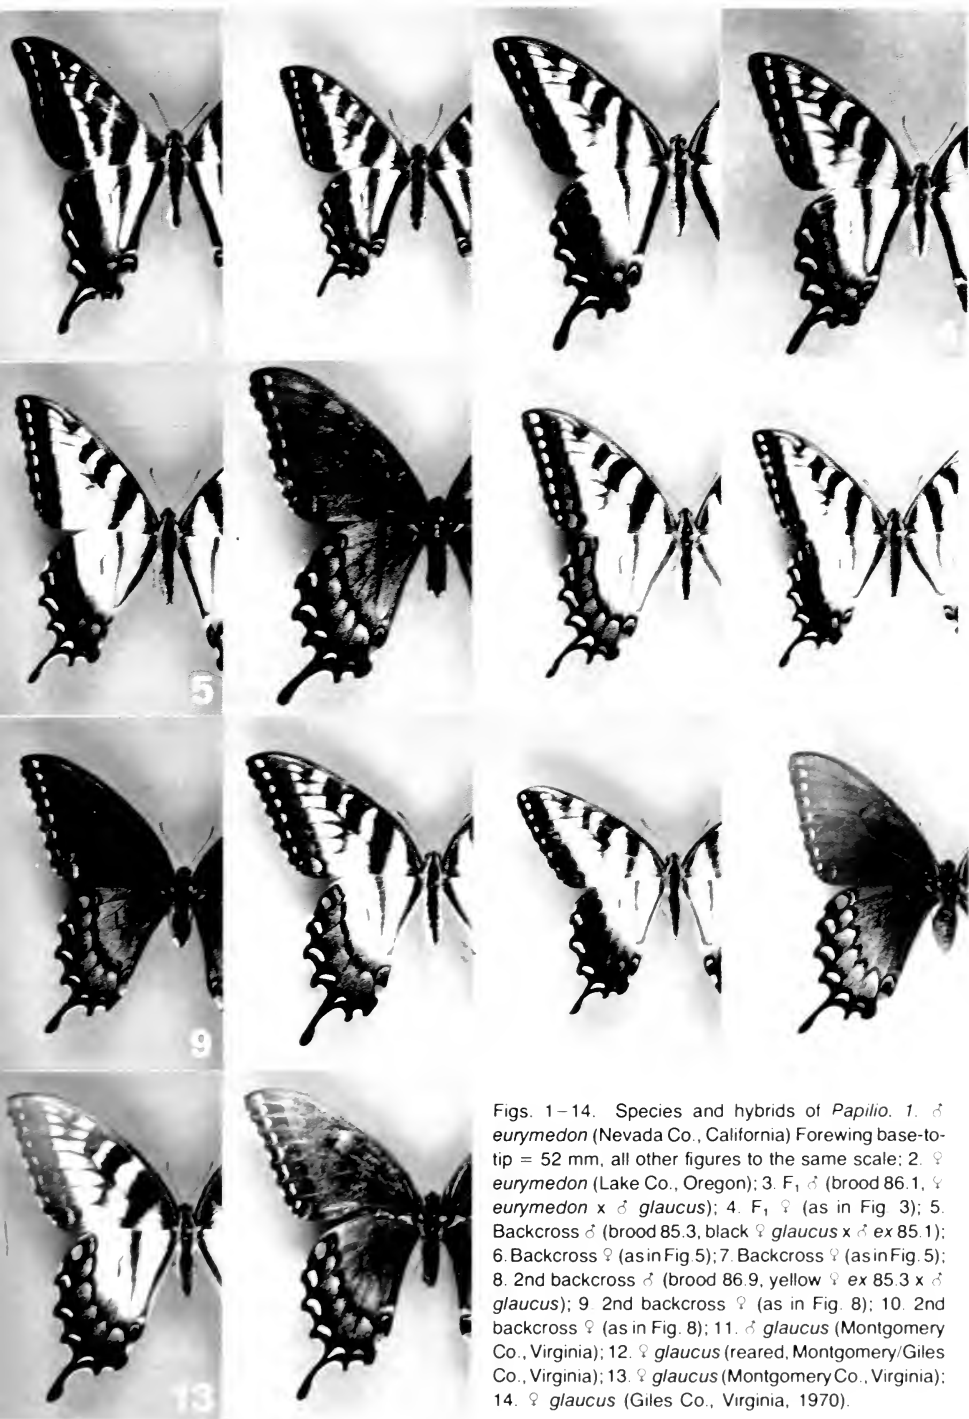 5
9
13
Figs. 1–14. Species and hybrids of Papilio. 1. ♂
eurymedon (Nevada Co., California) Forewing base-to-
tip = 52 mm, all other figures to the same scale; 2. ♀
eurymedon (Lake Co., Oregon); 3. F₁ ♂ (brood 86.1, ♀
eurymedon x ♂ glaucus); 4. F₁ ♀ (as in Fig. 3); 5.
Backcross ♂ (brood 85.3, black ♀ glaucus x ♂ ex 85.1);
6. Backcross ♀ (as in Fig. 5); 7. Backcross ♀ (as in Fig. 5);
8. 2nd backcross ♂ (brood 86.9, yellow ♀ ex 85.3 x ♂
glaucus); 9. 2nd backcross ♀ (as in Fig. 8); 10. 2nd
backcross ♀ (as in Fig. 8); 11. ♂ glaucus (Montgomery
Co., Virginia); 12. ♀ glaucus (reared, Montgomery/Giles
Co., Virginia); 13. ♀ glaucus (Montgomery Co., Virginia);
14. ♀ glaucus (Giles Co., Virginia, 1970).